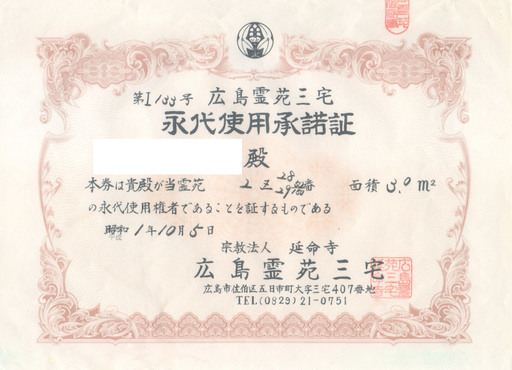 第I/33号 広島霊苑三宅
永代使用承諾証
殿
本券は貴殿が当霊苑 2 五 28 29 番 面積 3.0 m²
の永代使用権者であることを証するものである
昭和 平成 1年10月5日
宗教法人 延命寺
広島霊苑三宅
広島市佐伯区五日市町大字三宅407番地
TEL(0829)21-0751